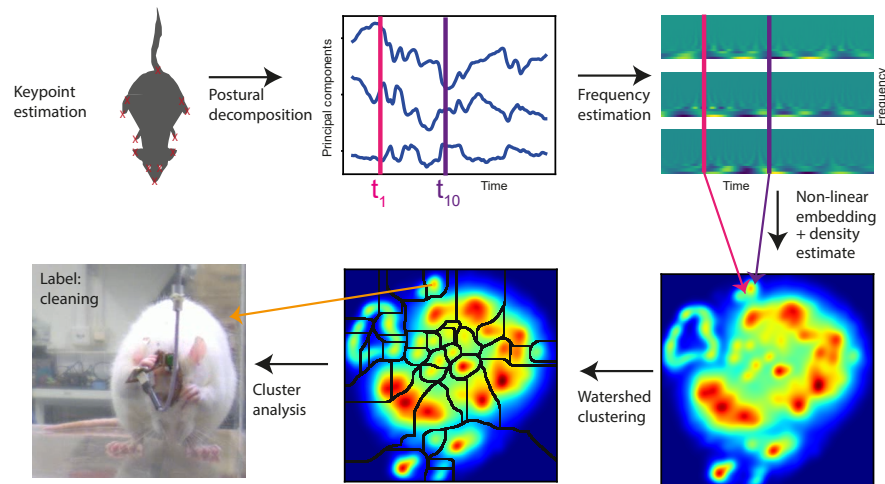 Keypoint
estimation
Postural
decomposition
Principal components
t1
t10
Time
Frequency
estimation
Frequency
Time
Non-linear
embedding
+ density
estimate
Watershed
clustering
Cluster
analysis
Label:
cleaning